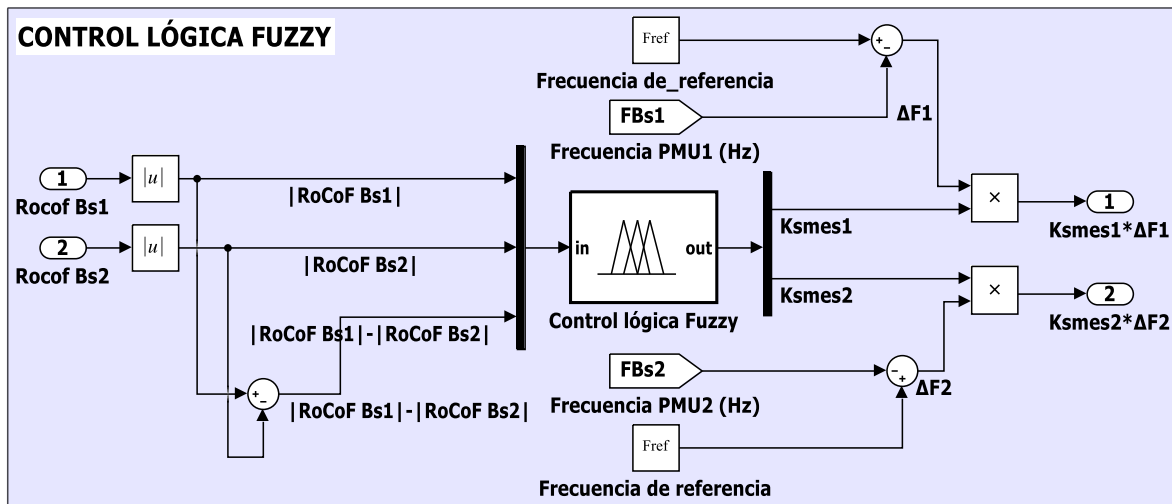 CONTROL LÓGICA FUZZY
Fref
Frecuencia de_referencia
+
-
FBs1
Frecuencia PMU1 (Hz)
ΔF1
1
Rocof Bs1
|u|
|RoCoF Bs1|
2
Rocof Bs2
|u|
|RoCoF Bs2|
|RoCoF Bs1|-|RoCoF Bs2|
+
-
|RoCoF Bs1|-|RoCoF Bs2|
in
out
Control lógica Fuzzy
Ksmes1
Ksmes2
×
1
Ksmes1*ΔF1
×
2
Ksmes2*ΔF2
FBs2
Frecuencia PMU2 (Hz)
-
+
ΔF2
Fref
Frecuencia de referencia